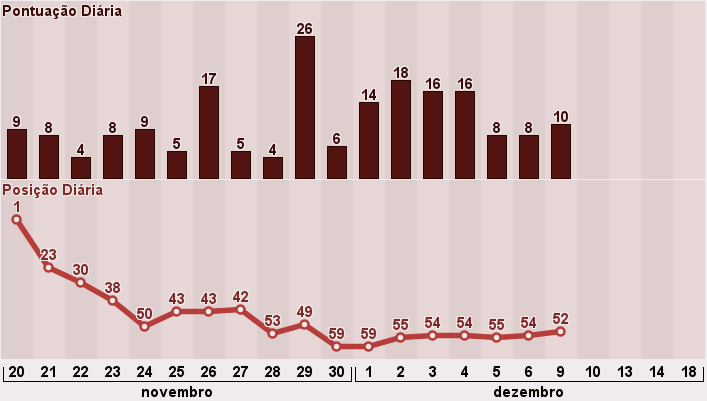 Pontuação Diária
9 8 4 8 9 5 17 5 4 26 6 14 18 16 16 8 8 10
Posição Diária
1 23 30 38 50 43 43 42 53 49 59 59 55 54 54 55 54 52
20 21 22 23 24 25 26 27 28 29 30 1 2 3 4 5 6 9 10 13 14 18
novembro dezembro